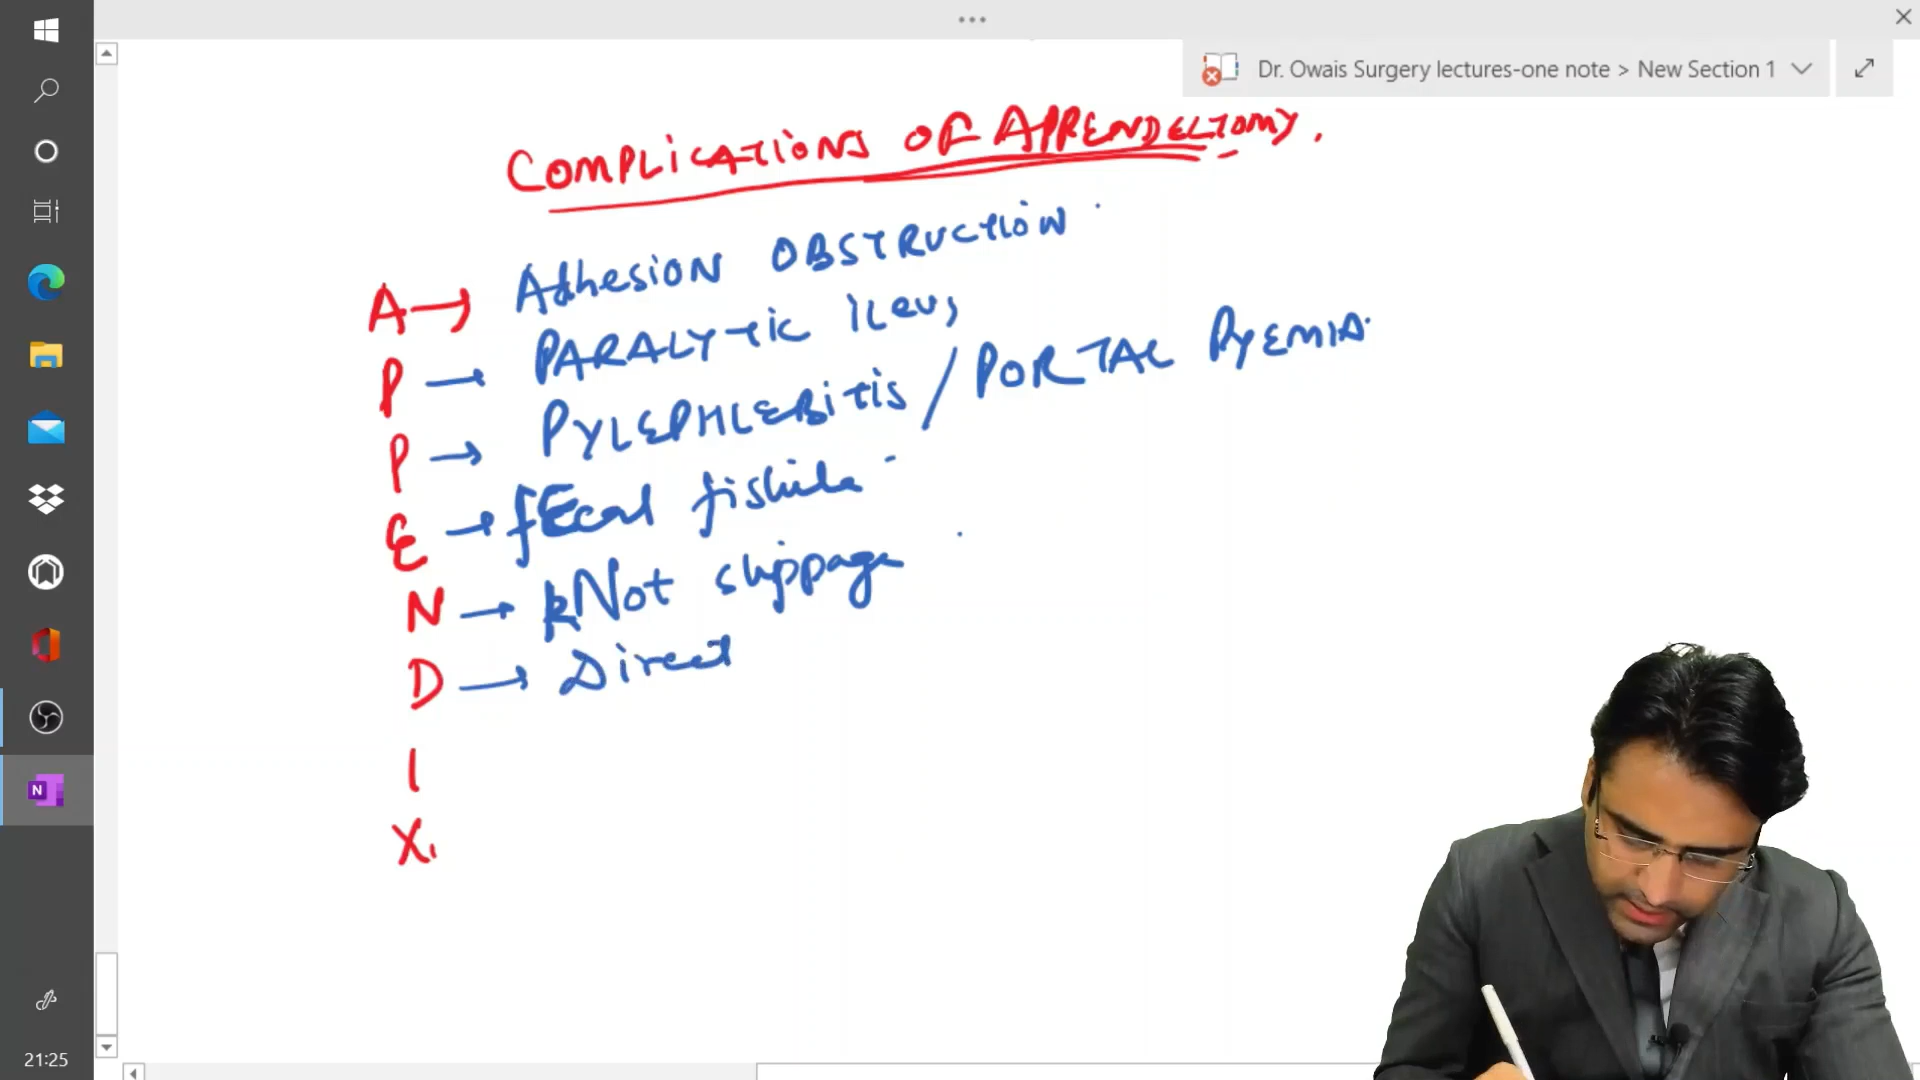 Dr. Owais Surgery lectures-one note > New Section 1
COMPLICATIONS OF APPENDECTOMY.
A → Adhesion OBSTRUCTION
P → PARALYTIC ileus
P → PYLEPHLEBITIS / PORTAL PYEMIA
E → fEcal fistula
N → kNot slippage
D → Direct
I
X
N
21:25